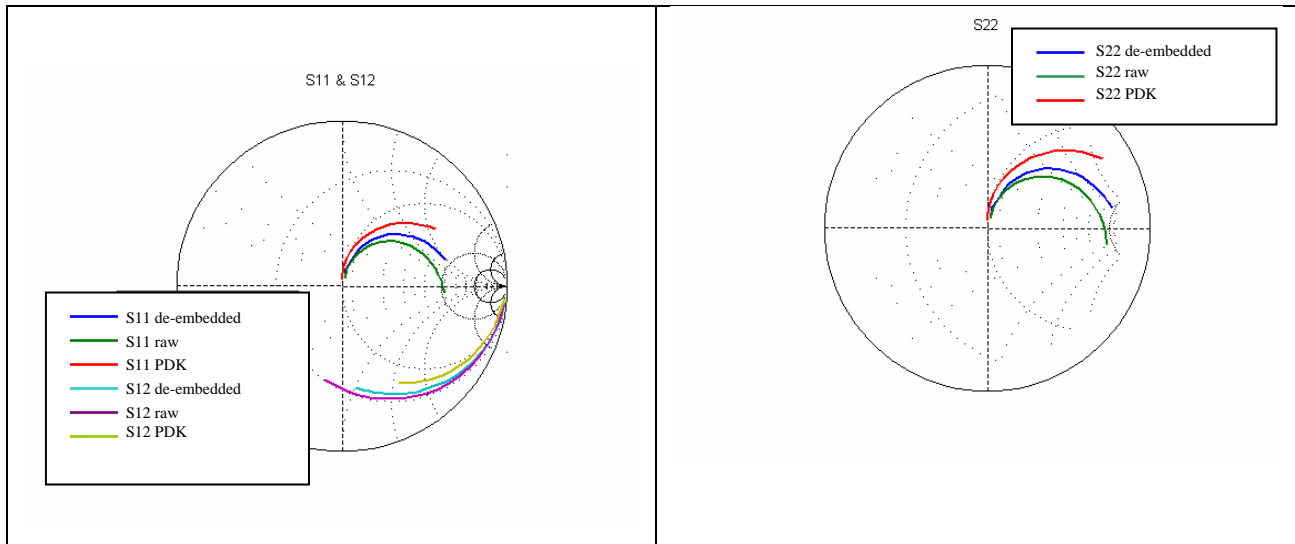 S11 & S12
S11 de-embedded
S11 raw
S11 PDK
S12 de-embedded
S12 raw
S12 PDK
S22
S22 de-embedded
S22 raw
S22 PDK